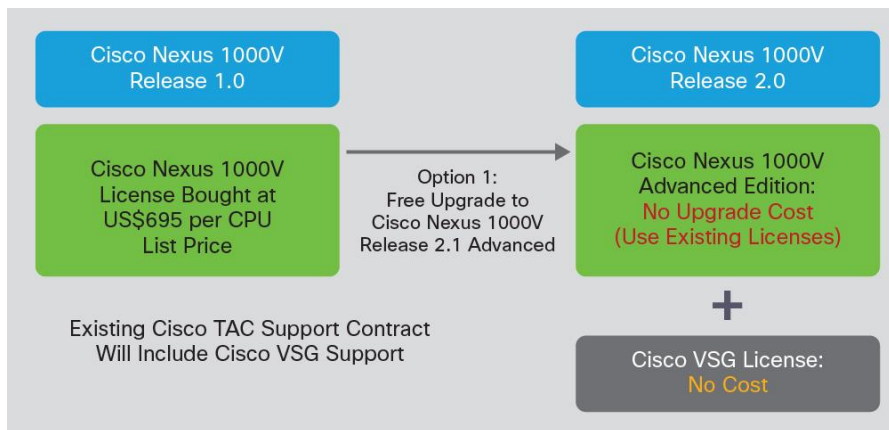 Cisco Nexus 1000V
Release 1.0
Cisco Nexus 1000V
Release 2.0
Cisco Nexus 1000V
License Bought at
US$695 per CPU
List Price
Option 1:
Free Upgrade to
Cisco Nexus 1000V
Release 2.1 Advanced
Cisco Nexus 1000V
Advanced Edition:
No Upgrade Cost
(Use Existing Licenses)
+
Existing Cisco TAC Support Contract
Will Include Cisco VSG Support
Cisco VSG License:
No Cost